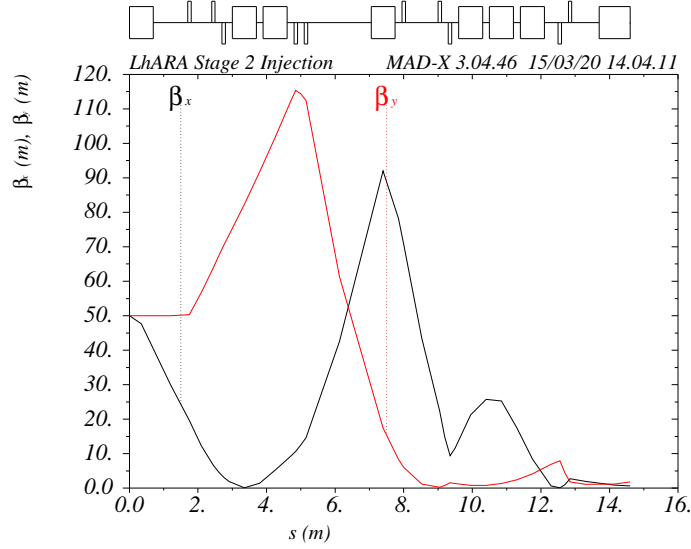 LhARA Stage 2 Injection MAD-X 3.04.46 15/03/20 14.04.11
120.
110.
100.
90.
80.
70.
60.
50.
40.
30.
20.
10.
0.0
β x
β y
βx (m), βy (m)
0.0 2. 4. 6. 8. 10. 12. 14. 16.
s (m)